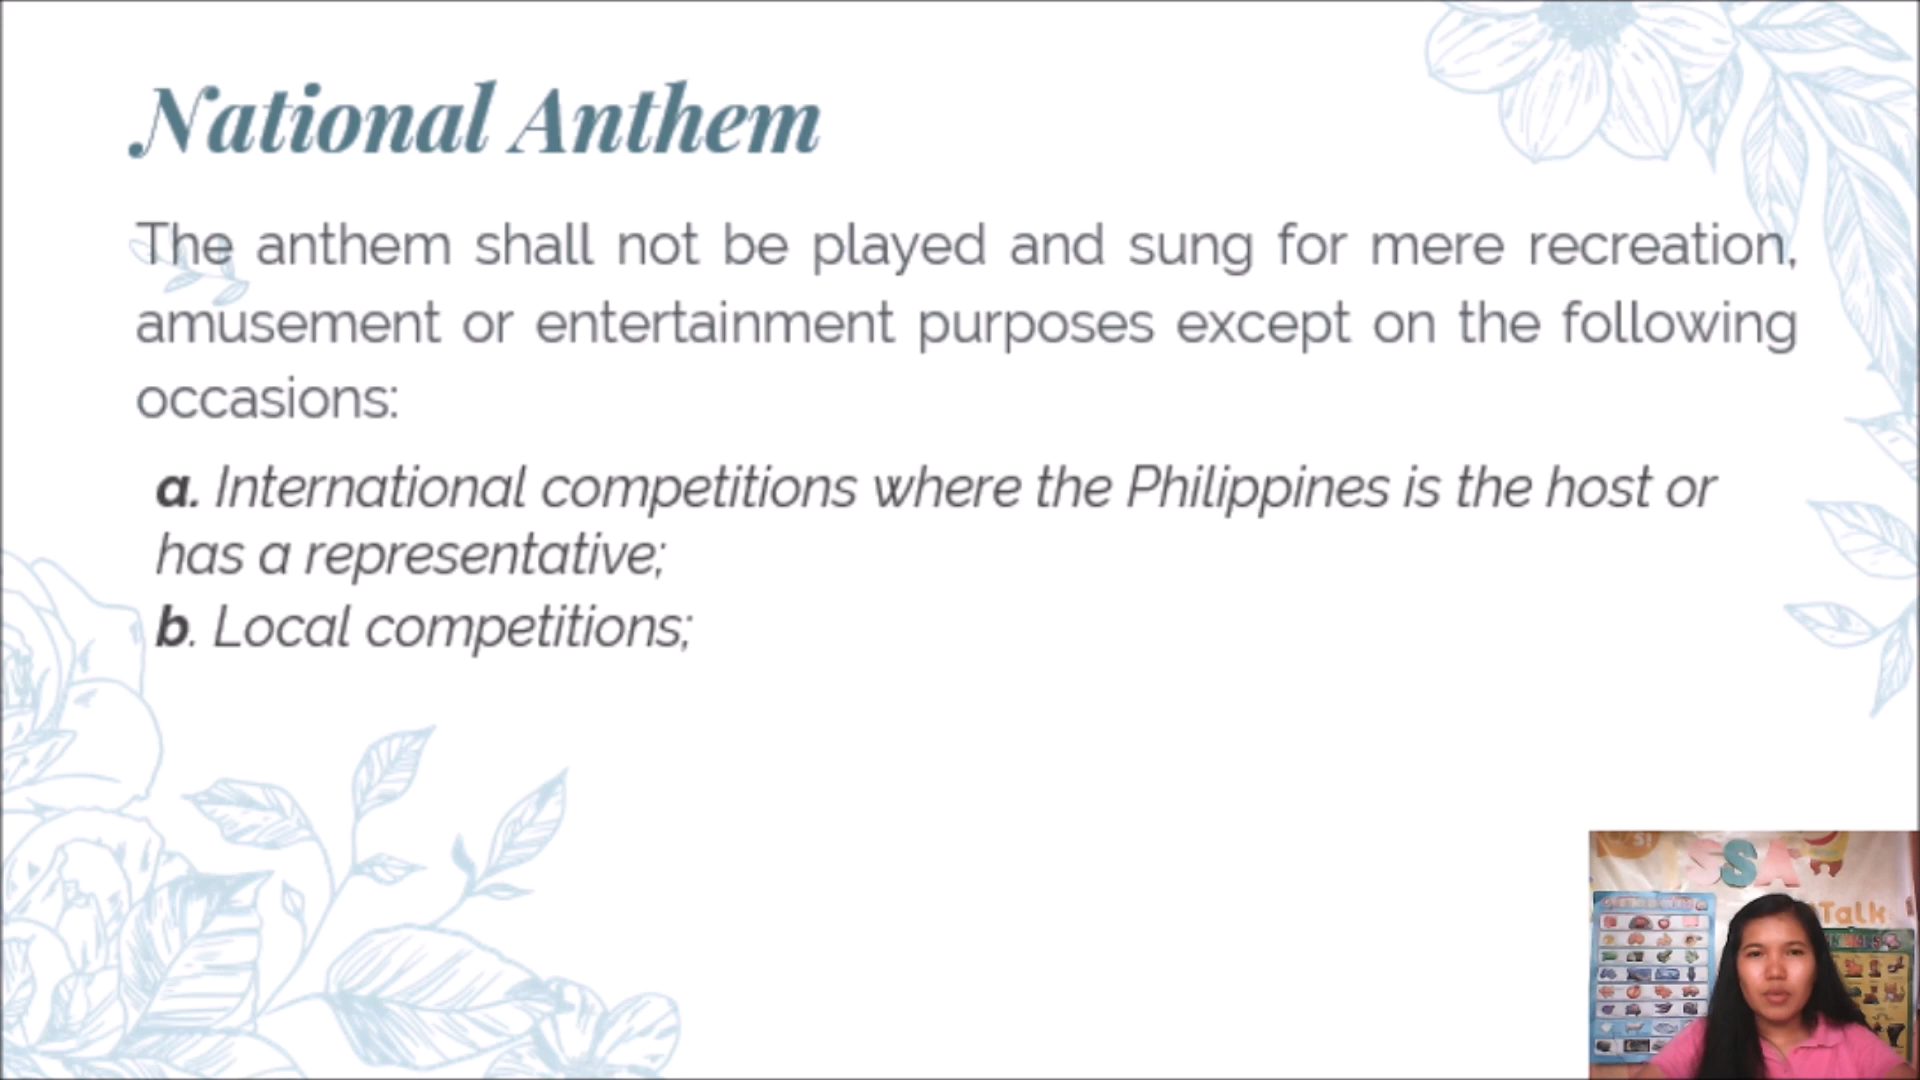 National Anthem
The anthem shall not be played and sung for mere recreation,
amusement or entertainment purposes except on the following
occasions:
a. International competitions where the Philippines is the host or
has a representative;
b. Local competitions;
SSA
Talk